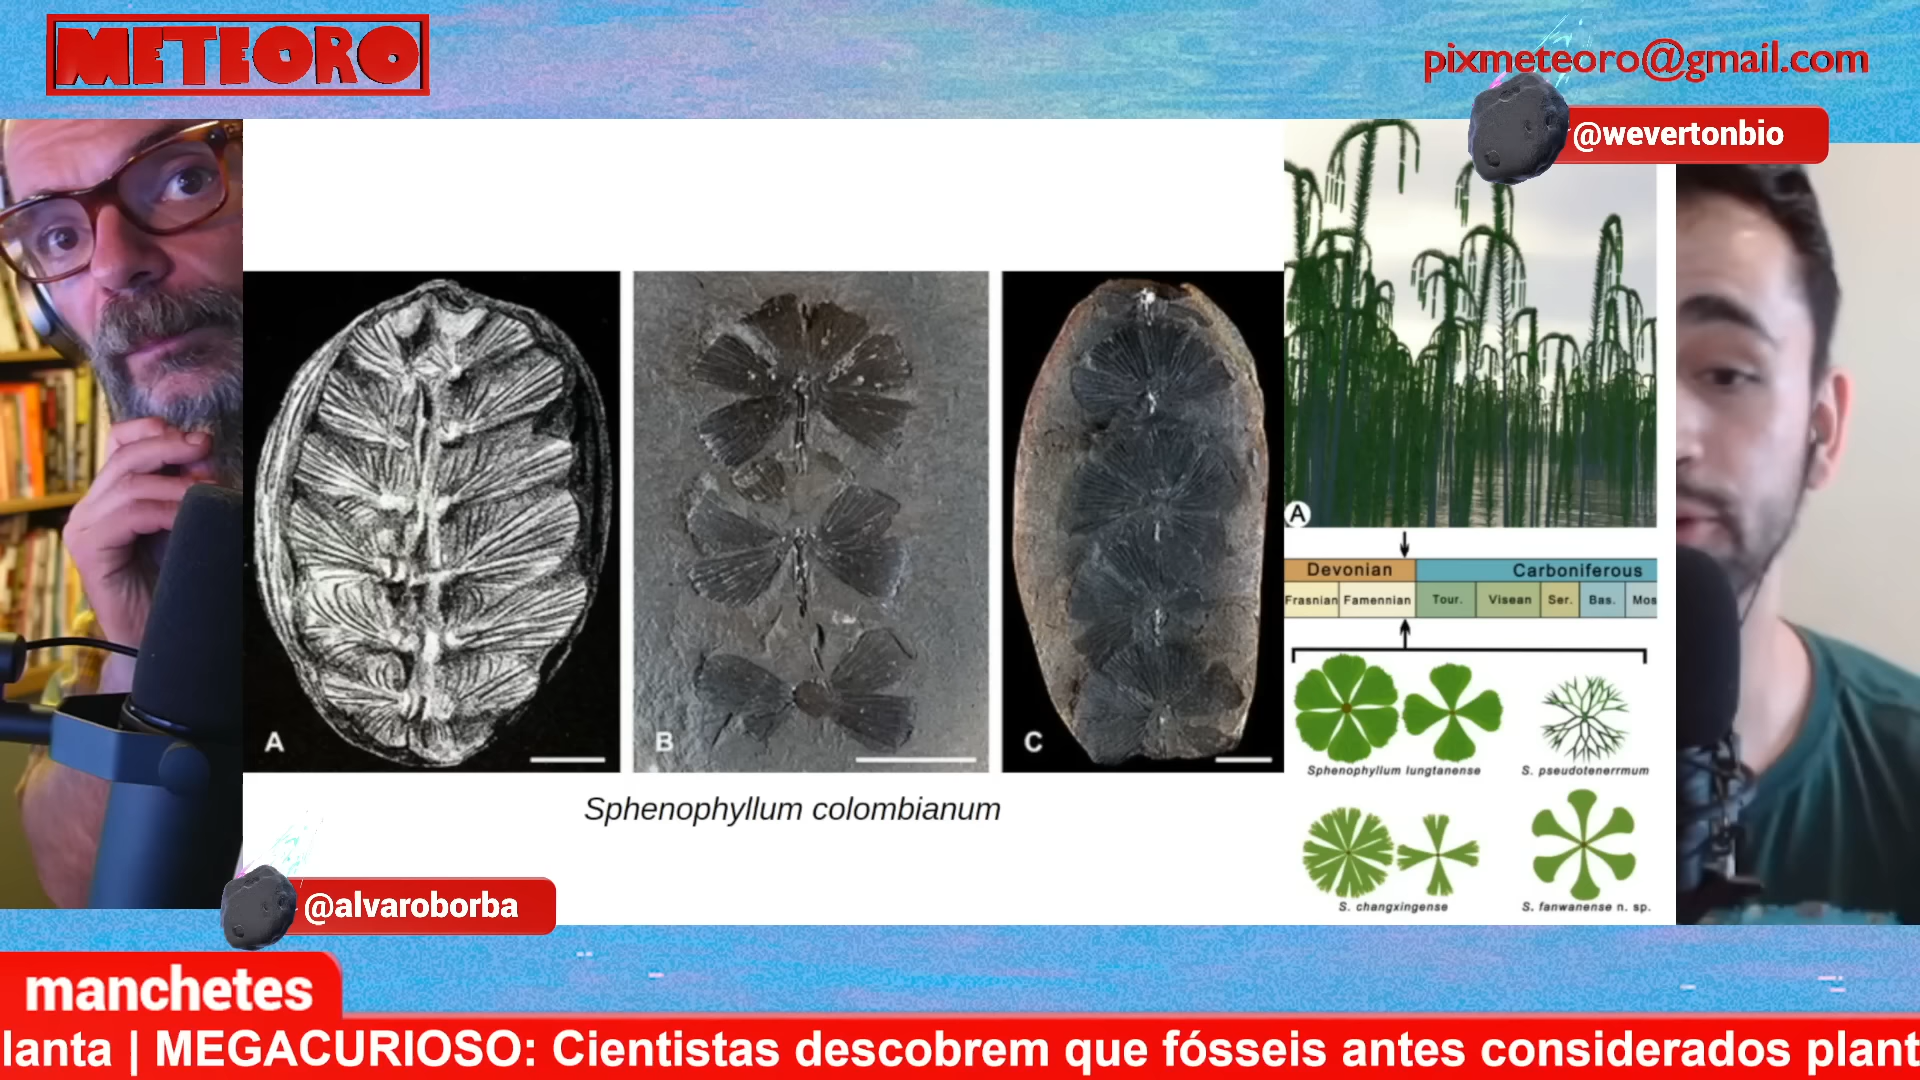 METEORO
pixmeteoro@gmail.com
@wevertonbio
A
Devonian
Carboniferous
Frasnian
Famennian
Tour.
Visean
Ser.
Bas.
Mos
A
B
C
Sphenophyllum lungtanense
S. pseudotenerrmum
Sphenophyllum colombianum
S. changxingense
S. fanwanense n. sp.
@alvaroborba
manchetes
lanta | MEGACURIOSO: Cientistas descobrem que fósseis antes considerados plant